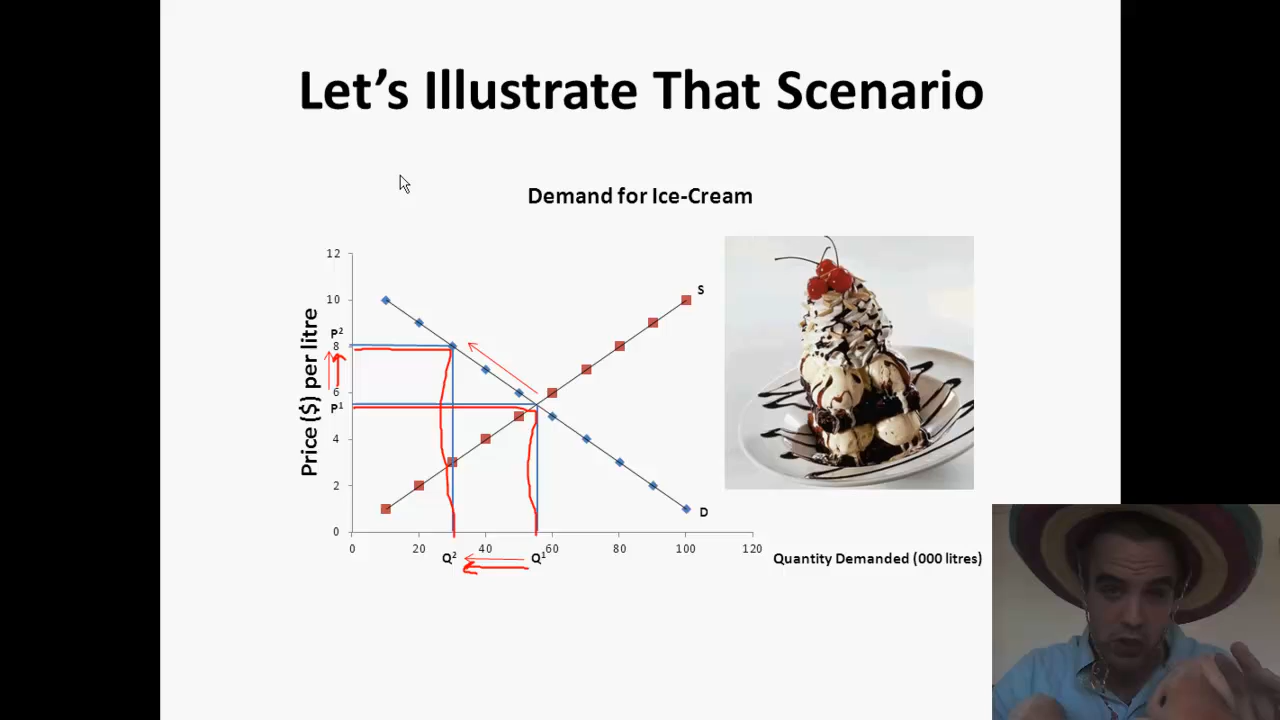 Let's Illustrate That Scenario
Demand for Ice-Cream
Price ($) per litre
12
10
P²
8
6
P¹
4
2
0
S
D
0 20 40 60 80 100 120
Q² Q¹
Quantity Demanded (000 litres)